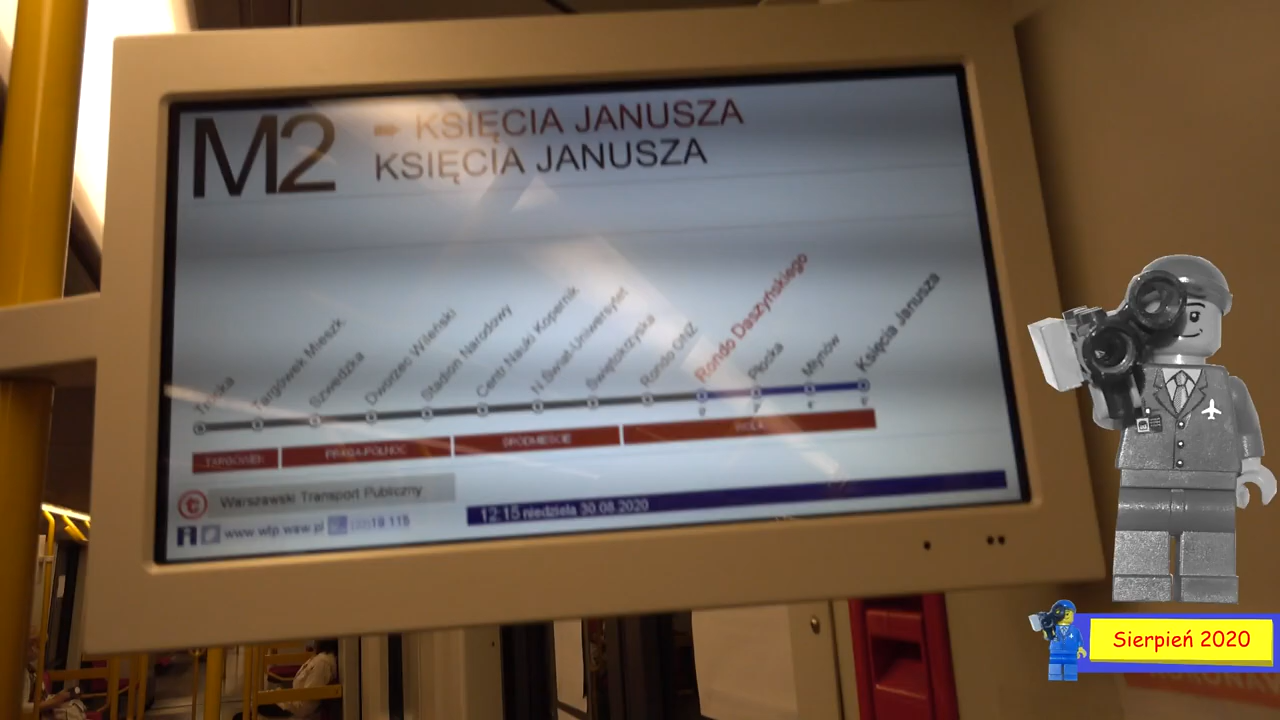 M2
➨ KSIĘCIA JANUSZA
KSIĘCIA JANUSZA
Trocka
Targówek Mieszk.
Szwedzka
Dworzec Wileński
Stadion Narodowy
Centr Nauki Kopernik
N Świat-Uniwersytet
Świętokrzyska
Rondo ONZ
Rondo Daszyńskiego
Płocka
Młynów
Księcia Janusza
TARGÓWEK
PRAGA-PÓŁNOC
ŚRÓDMIEŚCIE
WOLA
Warszawski Transport Publiczny
www.wtp.waw.pl (22)19 115
12:15 niedziela 30.08.2020
Sierpień 2020